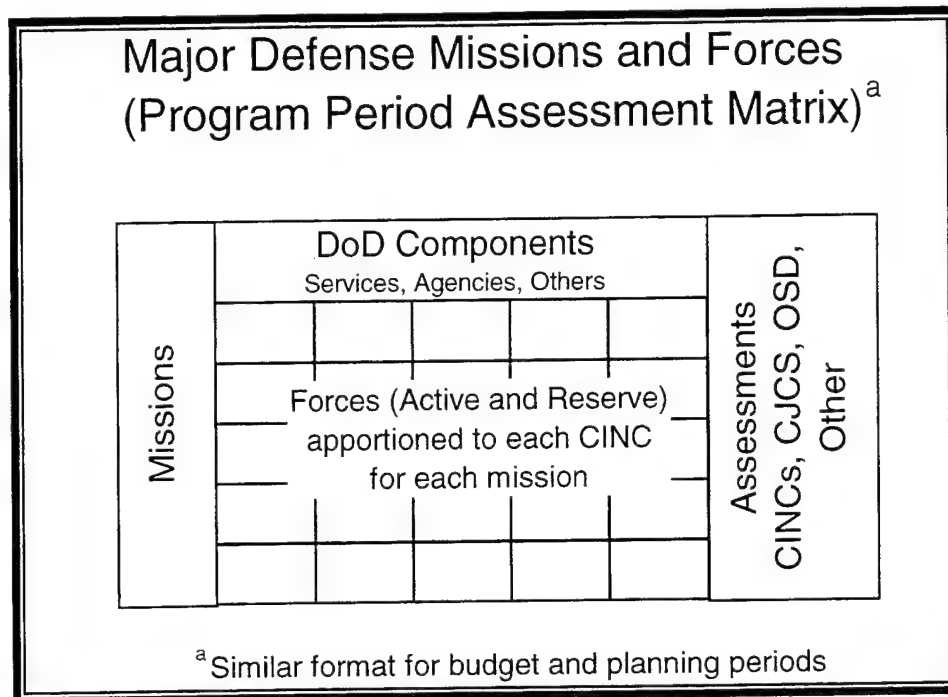 Major Defense Missions and Forces
(Program Period Assessment Matrix)a
Missions
DoD Components
Services, Agencies, Others
Forces (Active and Reserve)
apportioned to each CINC
for each mission
Assessments
CINCs, CJCS, OSD,
Other
a Similar format for budget and planning periods